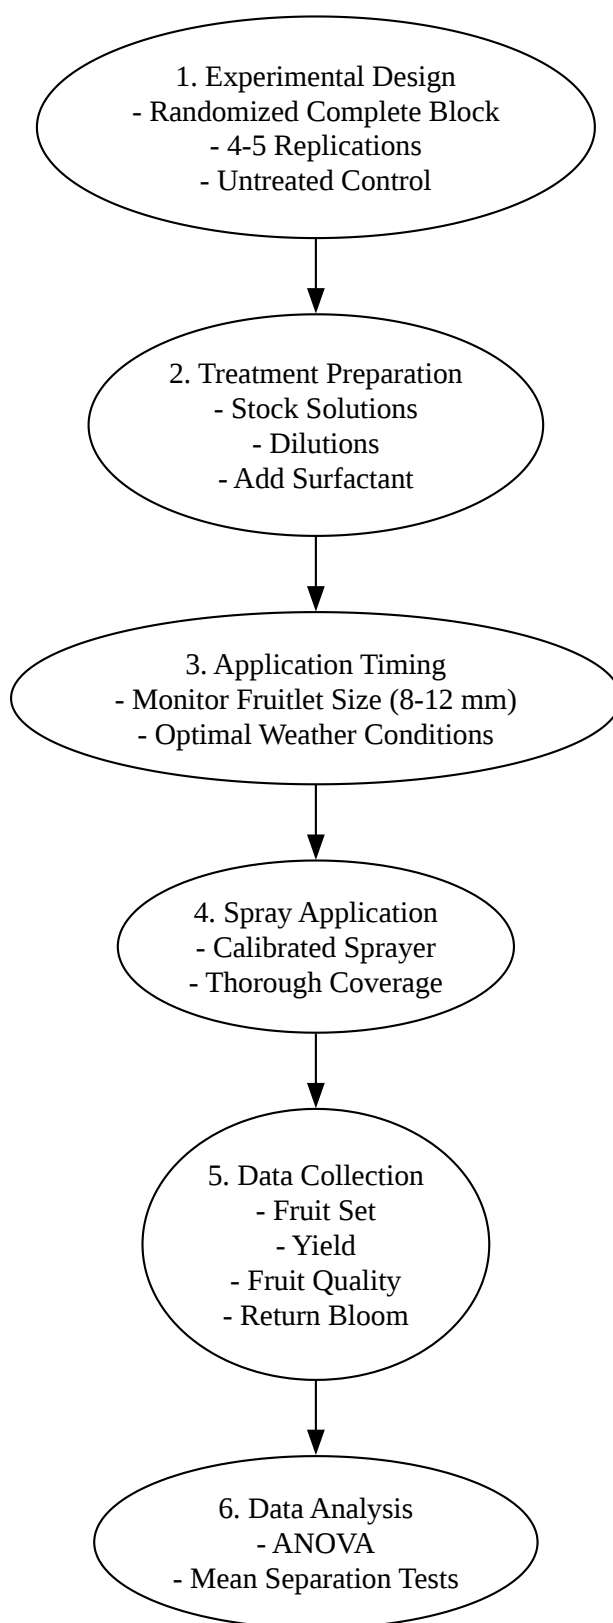 1. Experimental Design
- Randomized Complete Block
- 4-5 Replications
- Untreated Control
2. Treatment Preparation
- Stock Solutions
- Dilutions
- Add Surfactant
3. Application Timing
- Monitor Fruitlet Size (8-12 mm)
- Optimal Weather Conditions
4. Spray Application
- Calibrated Sprayer
- Thorough Coverage
5. Data Collection
- Fruit Set
- Yield
- Fruit Quality
- Return Bloom
6. Data Analysis
- ANOVA
- Mean Separation Tests